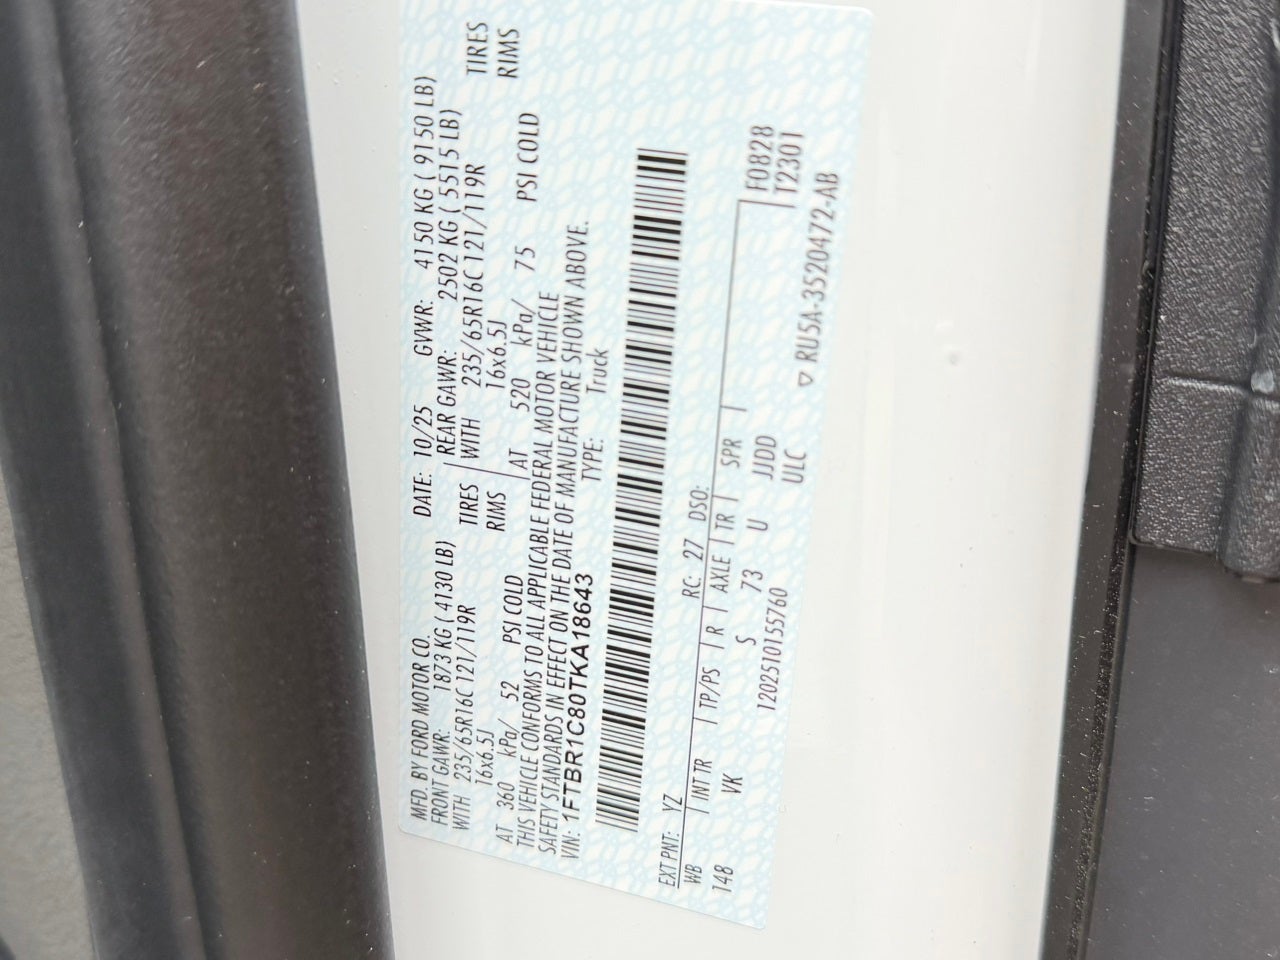 MFD. BY FORD MOTOR CO. DATE: 10/25 GVWR: 4150 KG ( 9150 LB)
FRONT GAWR: 1873 KG ( 4130 LB) REAR GAWR: 2502 KG ( 5515 LB)
WITH 235/65R16C 121/119R TIRES WITH 235/65R16C 121/119R TIRES
16x6.5J RIMS 16x6.5J RIMS
AT 360 kPa/ 52 PSI COLD AT 520 kPa/ 75 PSI COLD
THIS VEHICLE CONFORMS TO ALL APPLICABLE FEDERAL MOTOR VEHICLE
SAFETY STANDARDS IN EFFECT ON THE DATE OF MANUFACTURE SHOWN ABOVE.
VIN: 1FTBR1C80TKA18643 TYPE: Truck
EXT PNT: YZ RC: 27 DSO: F0828
WB INT TR TP/PS R AXLE TR SPR T2301
148 VK S 73 U JJDD
120251015​5760 ULC
▽ RU5A-3520472-AB